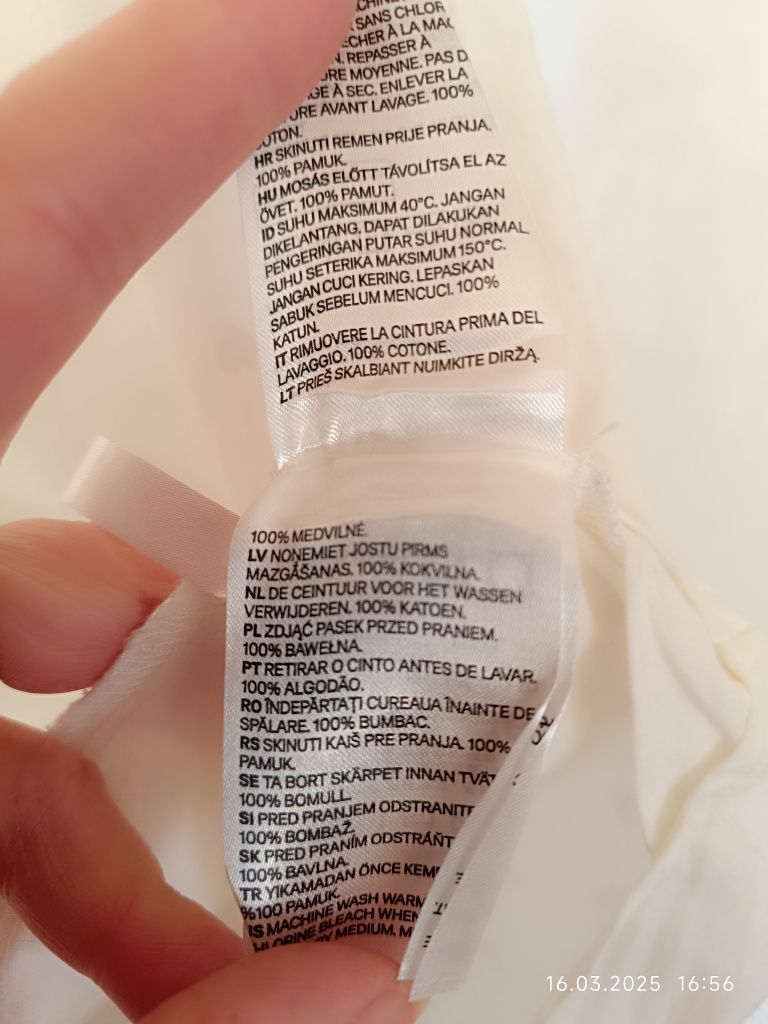 SANS CHLOR
À LA MAC
REPASSER À
MOYENNE. PAS D
À SEC. ENLEVER LA
AVANT LAVAGE. 100%
HR SKINUTI REMEN PRIJE PRANJA.
100% PAMUK.
HU MOSÁS ELŐTT TÁVOLÍTSA EL AZ
ÖVET. 100% PAMUT.
ID SUHU MAKSIMUM 40°C. JANGAN
DIKELANTANG. DAPAT DILAKUKAN
PENGERINGAN PUTAR SUHU NORMAL.
SUHU SETERIKA MAKSIMUM 150°C.
JANGAN CUCI KERING. LEPASKAN
SABUK SEBELUM MENCUCI. 100%
KATUN.
IT RIMUOVERE LA CINTURA PRIMA DEL
LAVAGGIO. 100% COTONE.
LT PRIEŠ SKALBIANT NUIMKITE DIRŽĄ.
100% MEDVILNĖ.
LV NOŅEMIET JOSTU PIRMS
MAZGĀŠANAS. 100% KOKVILNA.
NL DE CEINTUUR VOOR HET WASSEN
VERWIJDEREN. 100% KATOEN.
PL ZDJĄĆ PASEK PRZED PRANIEM.
100% BAWEŁNA.
PT RETIRAR O CINTO ANTES DE LAVAR.
100% ALGODÃO.
RO ÎNDEPĂRTAȚI CUREAUA ÎNAINTE DE
SPĂLARE. 100% BUMBAC.
RS SKINUTI KAIŠ PRE PRANJA. 100%
PAMUK.
SE TA BORT SKÄRPET INNAN TVÄT
100% BOMULL.
SI PRED PRANJEM ODSTRANITE
100% BOMBAŽ.
SK PRED PRANÍM ODSTRÁŇT
100% BAVLNA.
TR YIKAMADAN ÖNCE KEM
%100 PAMUK.
MACHINE WASH WARM
BLEACH WHEN
MEDIUM. M
16.03.2025 16:56